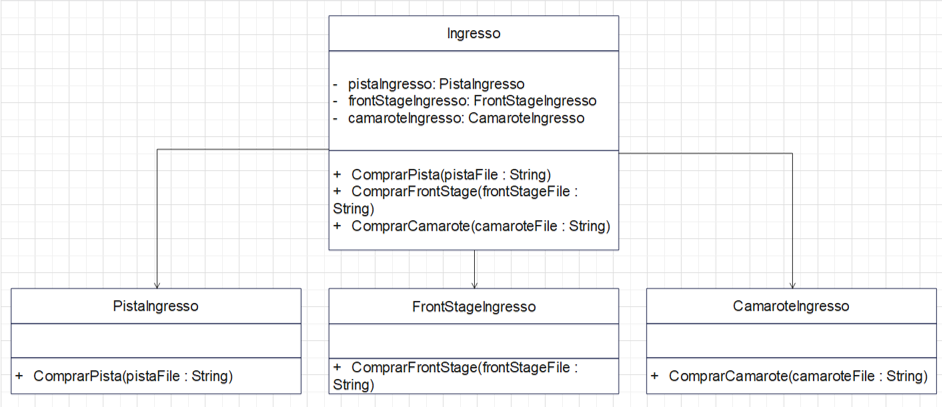 Ingresso
- pistaIngresso: PistaIngresso
- frontStageIngresso: FrontStageIngresso
- camaroteIngresso: CamaroteIngresso
+ ComprarPista(pistaFile : String)
+ ComprarFrontStage(frontStageFile :
String)
+ ComprarCamarote(camaroteFile : String)
PistaIngresso
+ ComprarPista(pistaFile : String)
FrontStageIngresso
+ ComprarFrontStage(frontStageFile :
String)
CamaroteIngresso
+ ComprarCamarote(camaroteFile : String)